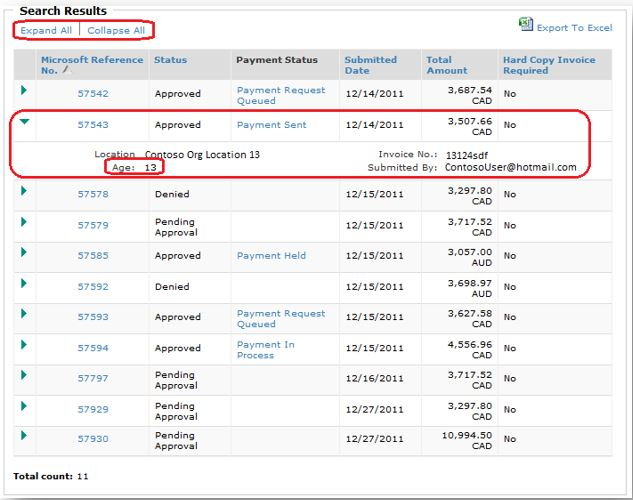 Search Results
Expand All | Collapse All
Export To Excel
Microsoft Reference No. Status Payment Status Submitted Date Total Amount Hard Copy Invoice Required
57542 Approved Payment Request Queued 12/14/2011 3,687.54 CAD No
57543 Approved Payment Sent 12/14/2011 3,507.66 CAD No
Location Contoso Org Location 13 Invoice No.: 13124sdf
Age: 13 Submitted By: ContosoUser@hotmail.com
57578 Denied 12/15/2011 3,297.80 CAD No
57579 Pending Approval 12/15/2011 3,717.52 CAD No
57585 Approved Payment Held 12/15/2011 3,057.00 AUD No
57592 Denied 12/15/2011 3,698.97 AUD No
57593 Approved Payment Request Queued 12/15/2011 3,627.58 CAD No
57594 Approved Payment In Process 12/15/2011 4,556.96 CAD No
57797 Pending Approval 12/16/2011 3,717.52 CAD No
57929 Pending Approval 12/27/2011 3,297.80 CAD No
57930 Pending Approval 12/27/2011 10,994.50 CAD No
Total count: 11